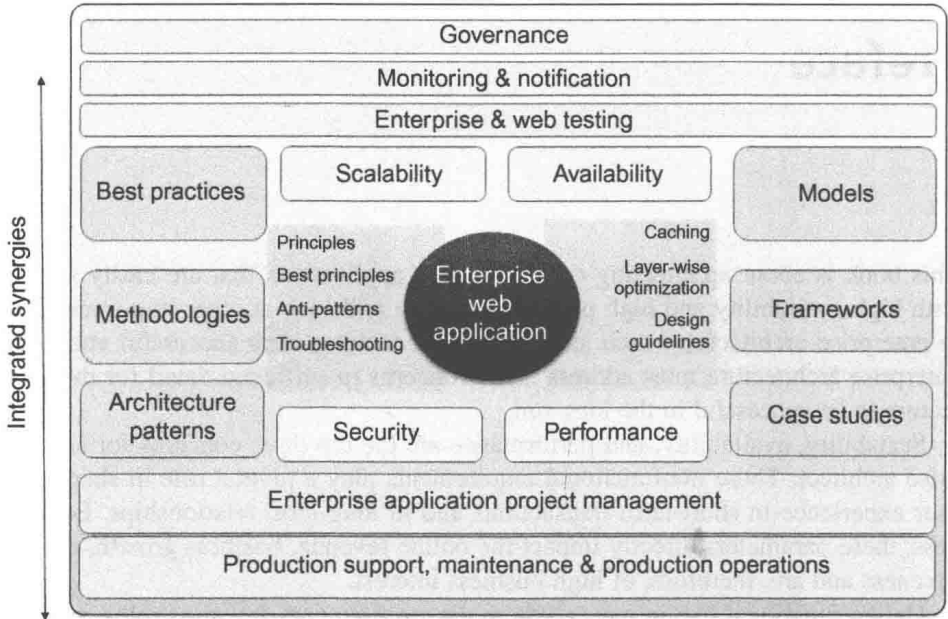 Governance
Monitoring & notification
Enterprise & web testing
Best practices
Scalability
Availability
Models
Principles
Best principles
Anti-patterns
Troubleshooting
Enterprise
web
application
Caching
Layer-wise
optimization
Design
guidelines
Methodologies
Frameworks
Architecture
patterns
Security
Performance
Case studies
Enterprise application project management
Production support, maintenance & production operations
Integrated synergies